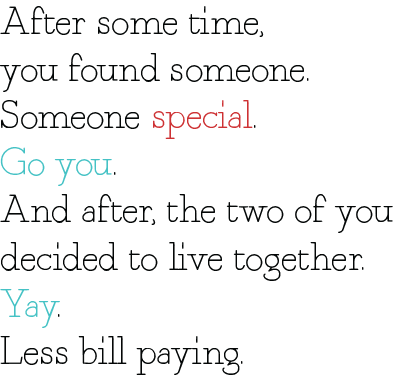 After some time,
you found someone.
Someone special.
Go you.
And after, the two of you
decided to live together.
Yay.
Less bill paying.